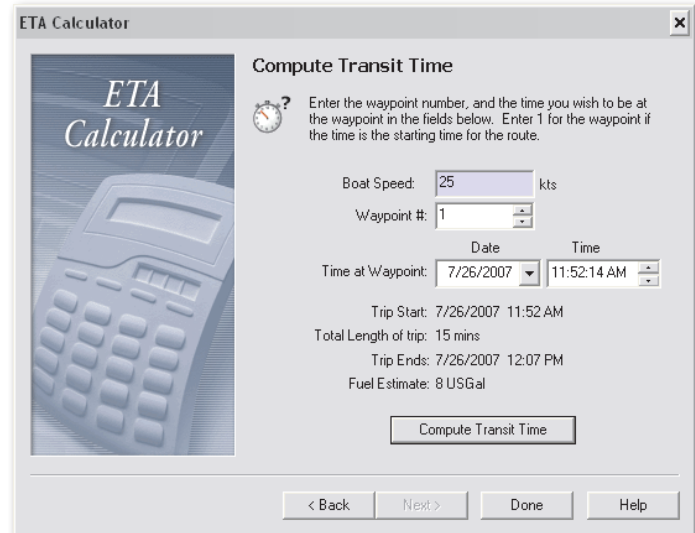 ETA Calculator
ETA
Calculator
Compute Transit Time
?
Enter the waypoint number, and the time you wish to be at
the waypoint in the fields below. Enter 1 for the waypoint if
the time is the starting time for the route.
Boat Speed: 25 kts
Waypoint #: 1
Date Time
Time at Waypoint: 7/26/2007 11:52:14 AM
Trip Start: 7/26/2007 11:52 AM
Total Length of trip: 15 mins
Trip Ends: 7/26/2007 12:07 PM
Fuel Estimate: 8 USGal
Compute Transit Time
< Back Next > Done Help